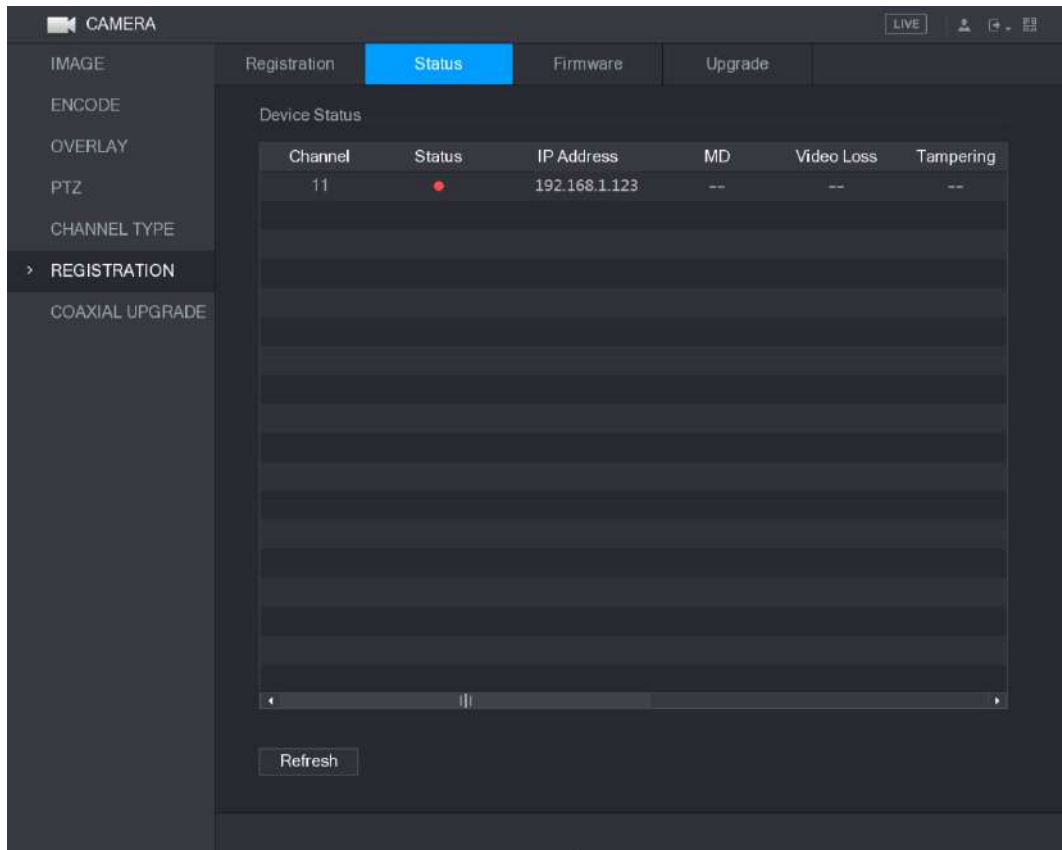 CAMERA
LIVE
IMAGE
ENCODE
OVERLAY
PTZ
CHANNEL TYPE
REGISTRATION
COAXIAL UPGRADE
Registration Status Firmware Upgrade
Device Status
Channel Status IP Address MD Video Loss Tampering
11 192.168.1.123 -- -- --
Refresh